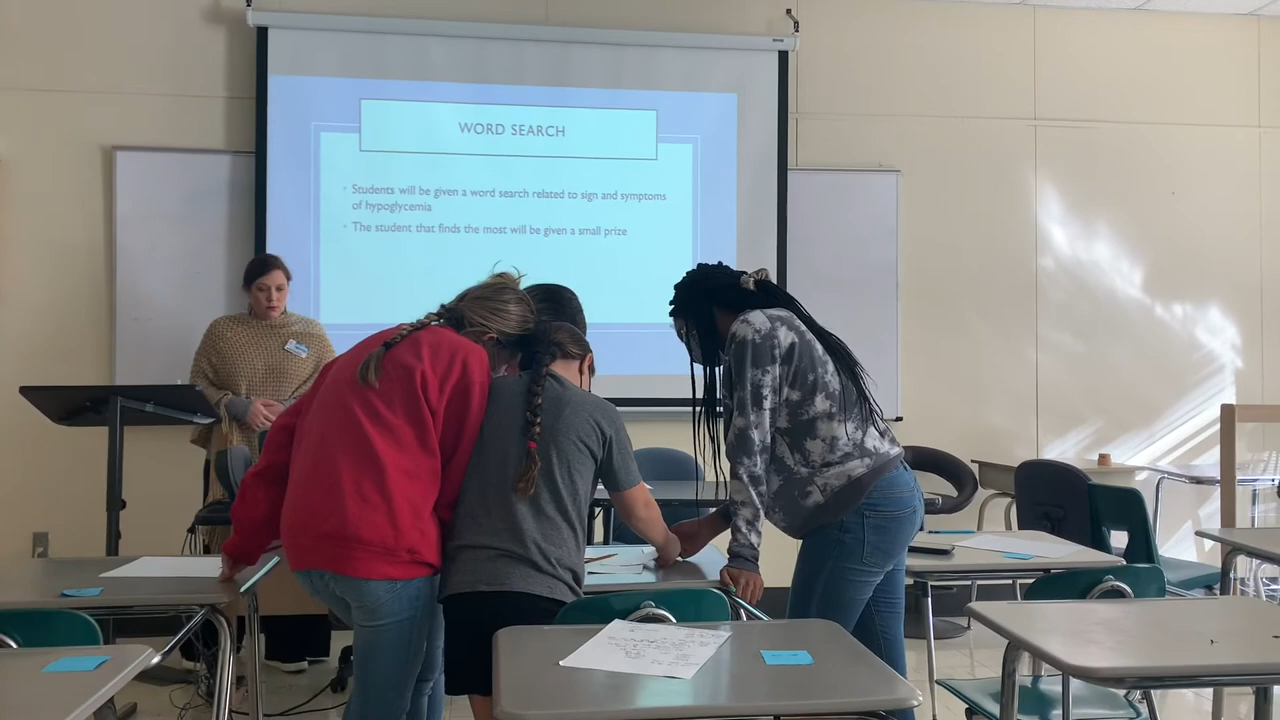 WORD SEARCH
Students will be given a word search related to sign and symptoms
of hypoglycemia
The student that finds the most will be given a small prize